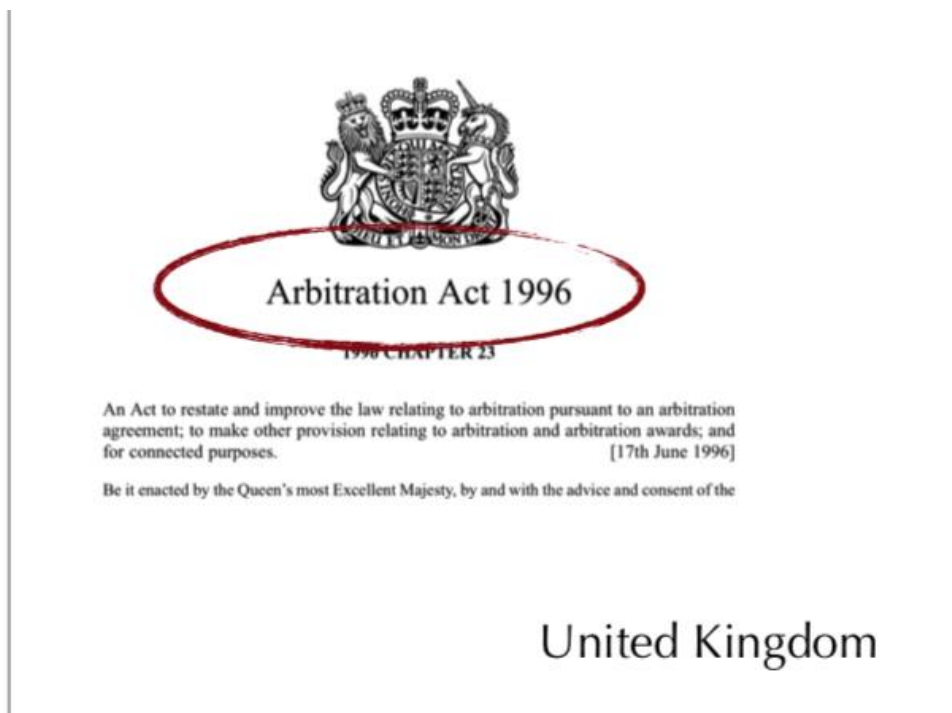 Arbitration Act 1996
1996 CHAPTER 23
An Act to restate and improve the law relating to arbitration pursuant to an arbitration
agreement; to make other provision relating to arbitration and arbitration awards; and
for connected purposes. [17th June 1996]
Be it enacted by the Queen's most Excellent Majesty, by and with the advice and consent of the
United Kingdom